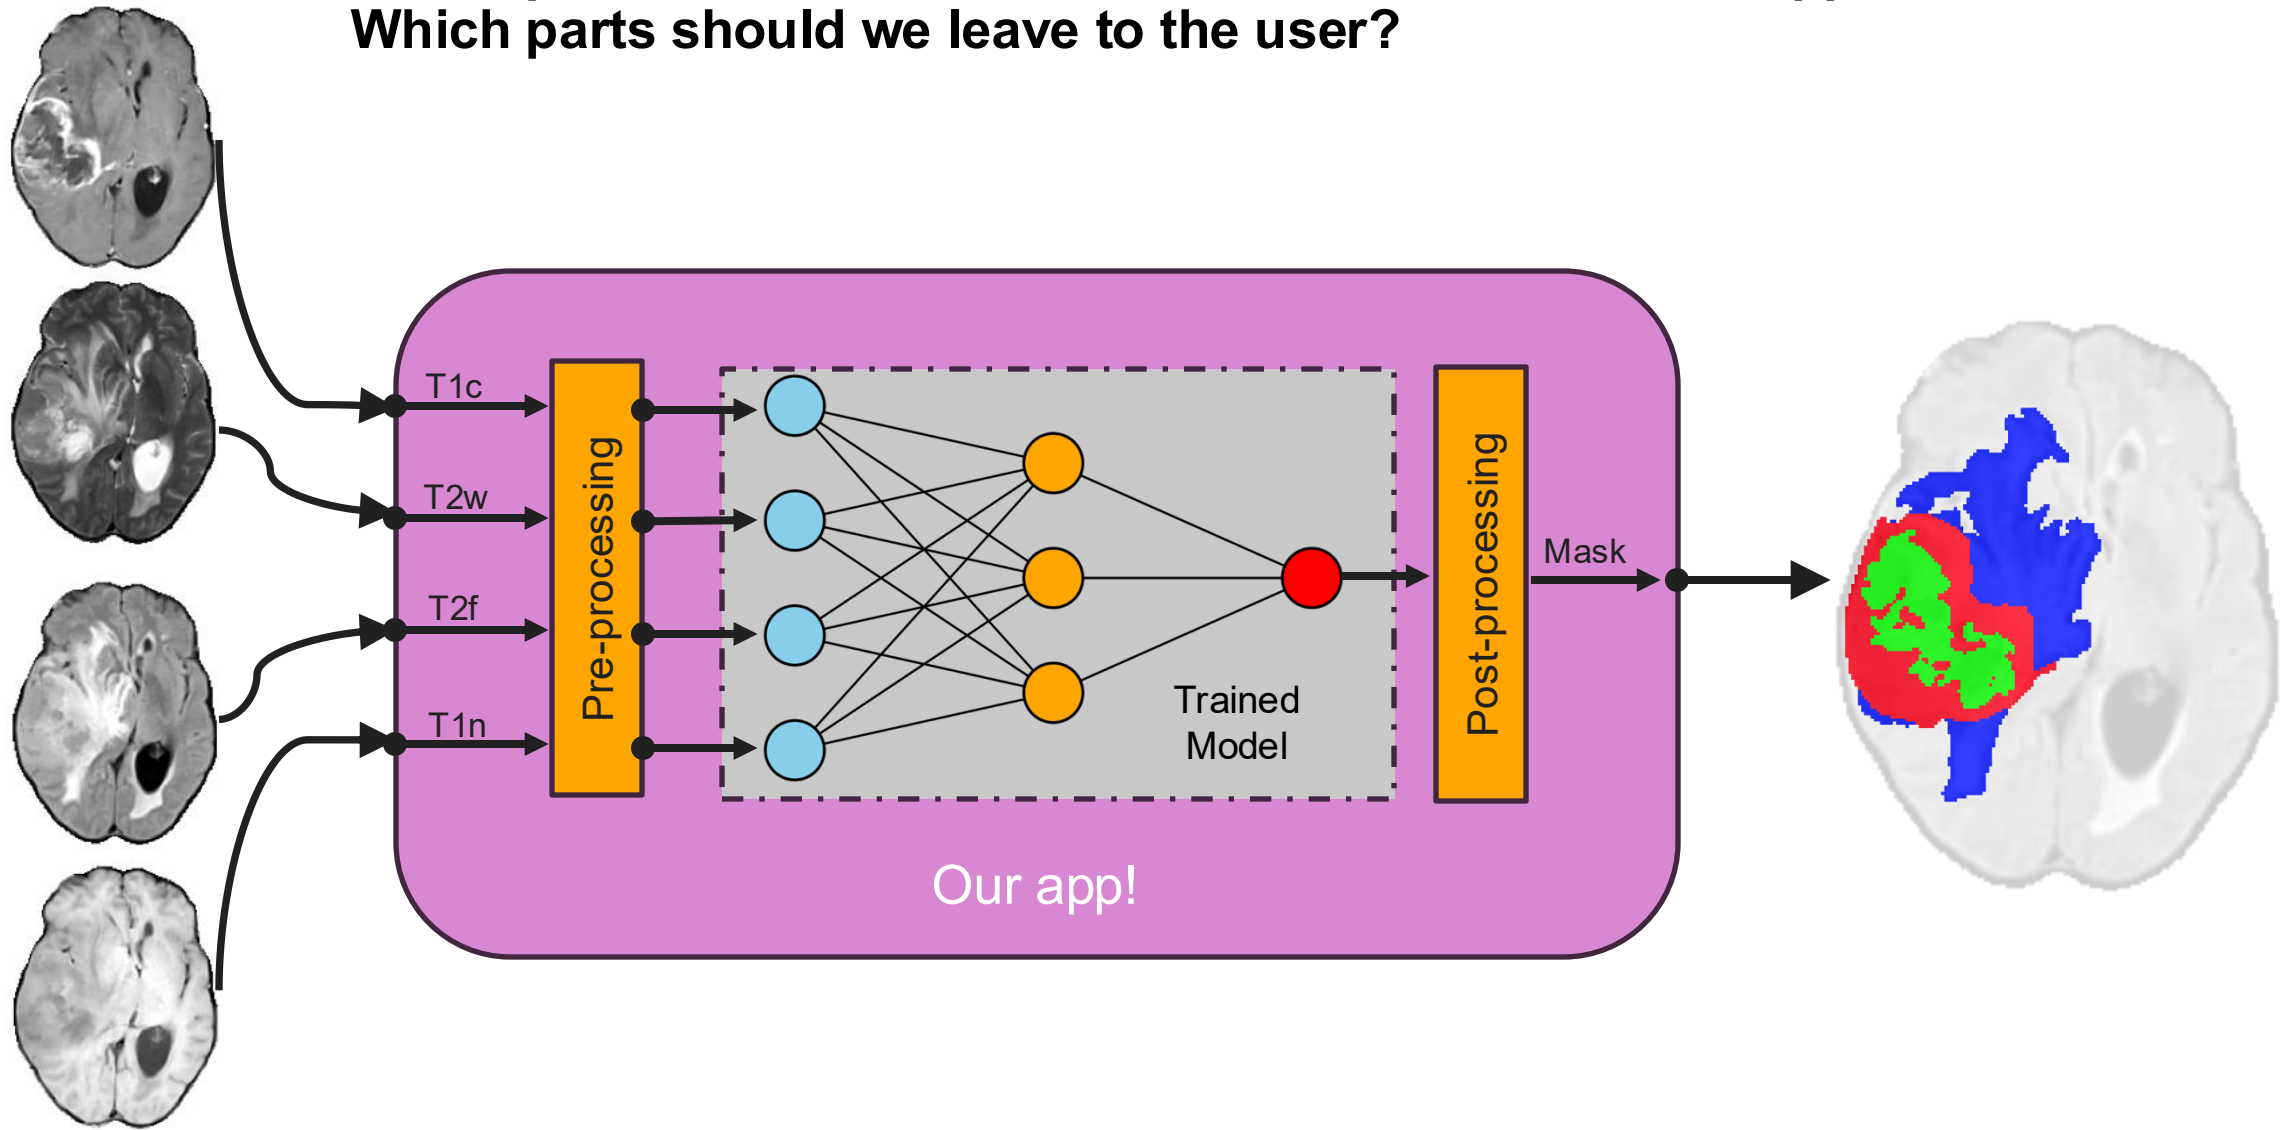 Which parts should we leave to the user?
T1c
T2w
T2f
T1n
Pre-processing
Trained
Model
Post-processing
Mask
Our app!